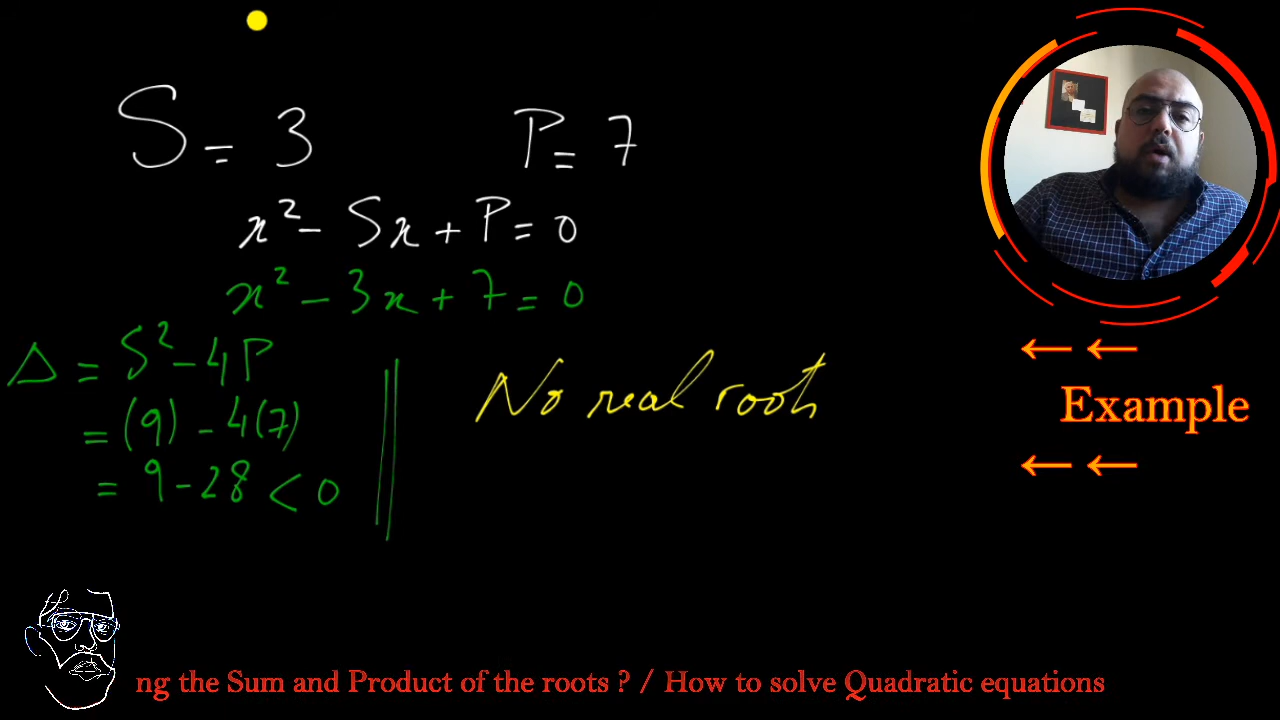 S = 3 P = 7
x² - Sx + P = 0
x² - 3x + 7 = 0
Δ = S² - 4P
= (9) - 4(7)
= 9 - 28 < 0
No real roots
← ←
Example
← ←
ng the Sum and Product of the roots ? / How to solve Quadratic equations